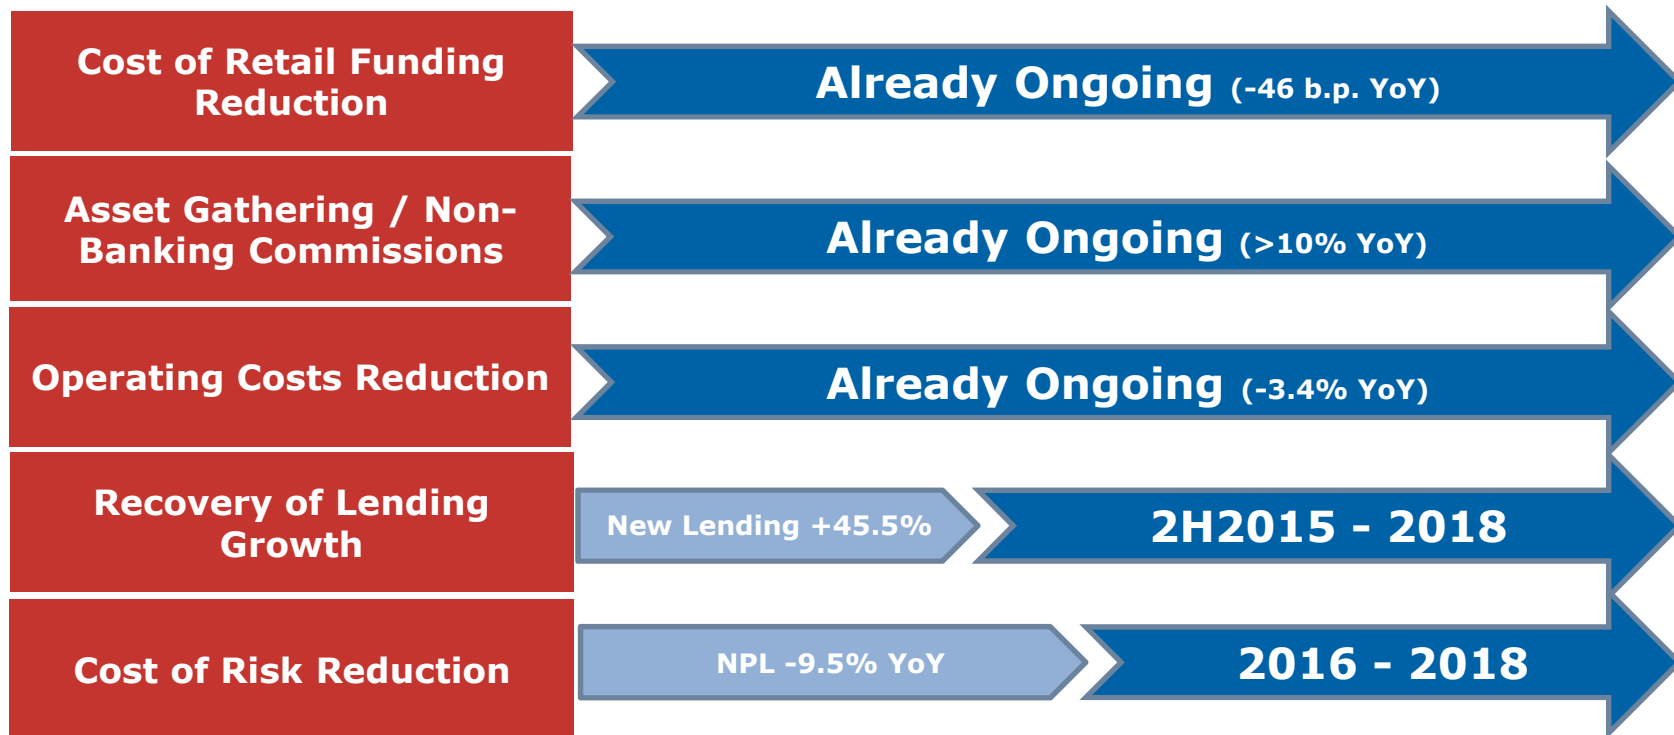 Cost of Retail Funding
Reduction
Already Ongoing (-46 b.p. YoY)
Asset Gathering / Non-
Banking Commissions
Already Ongoing (>10% YoY)
Operating Costs Reduction
Already Ongoing (-3.4% YoY)
Recovery of Lending
Growth
New Lending +45.5%
2H2015 - 2018
Cost of Risk Reduction
NPL -9.5% YoY
2016 - 2018